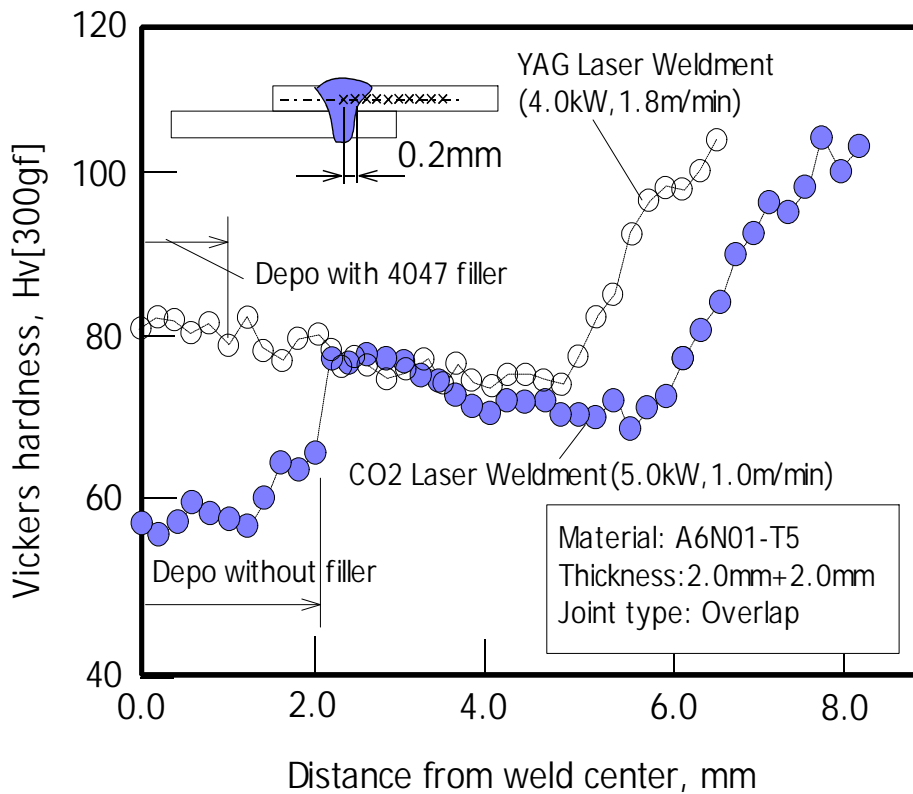 120
100
80
60
40
Vickers hardness, Hv[300gf]
YAG Laser Weldment
(4.0kW,1.8m/min)
0.2mm
Depo with 4047 filler
CO2 Laser Weldment(5.0kW,1.0m/min)
Depo without filler
Material: A6N01-T5
Thickness:2.0mm+2.0mm
Joint type: Overlap
0.0 2.0 4.0 6.0 8.0
Distance from weld center, mm